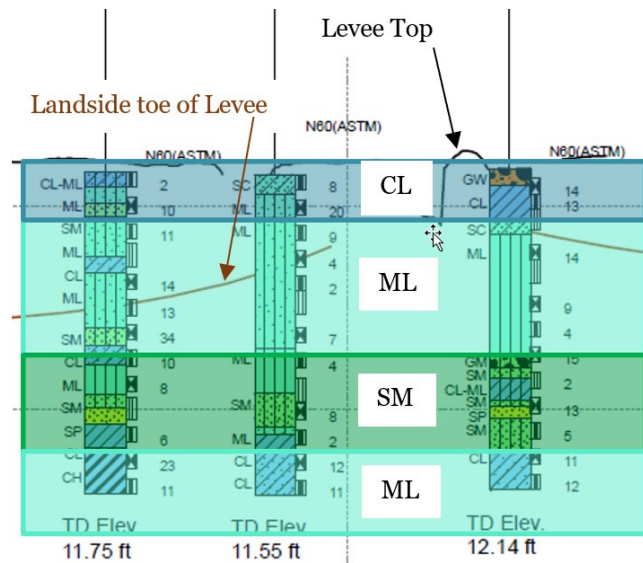 Levee Top
Landside toe of Levee
N60(ASTM)
N60(ASTM)
N60(ASTM)
CL-ML
2
ML
10
SM
11
CL
14
ML
13
SM
34
CL
10
ML
8
SM
SP
6
CL
23
CH
11
TD Elev.
11.75 ft
SC
8
ML
20
ML
9
4
2
7
ML
4
SM
8
ML
2
CL
12
CL
11
TD Elev.
11.55 ft
CL
ML
SM
ML
GW
14
CL
13
SC
ML
14
9
4
GM
15
SM
2
CL-ML
SM
13
SP
SM
5
CL
11
12
TD Elev.
12.14 ft